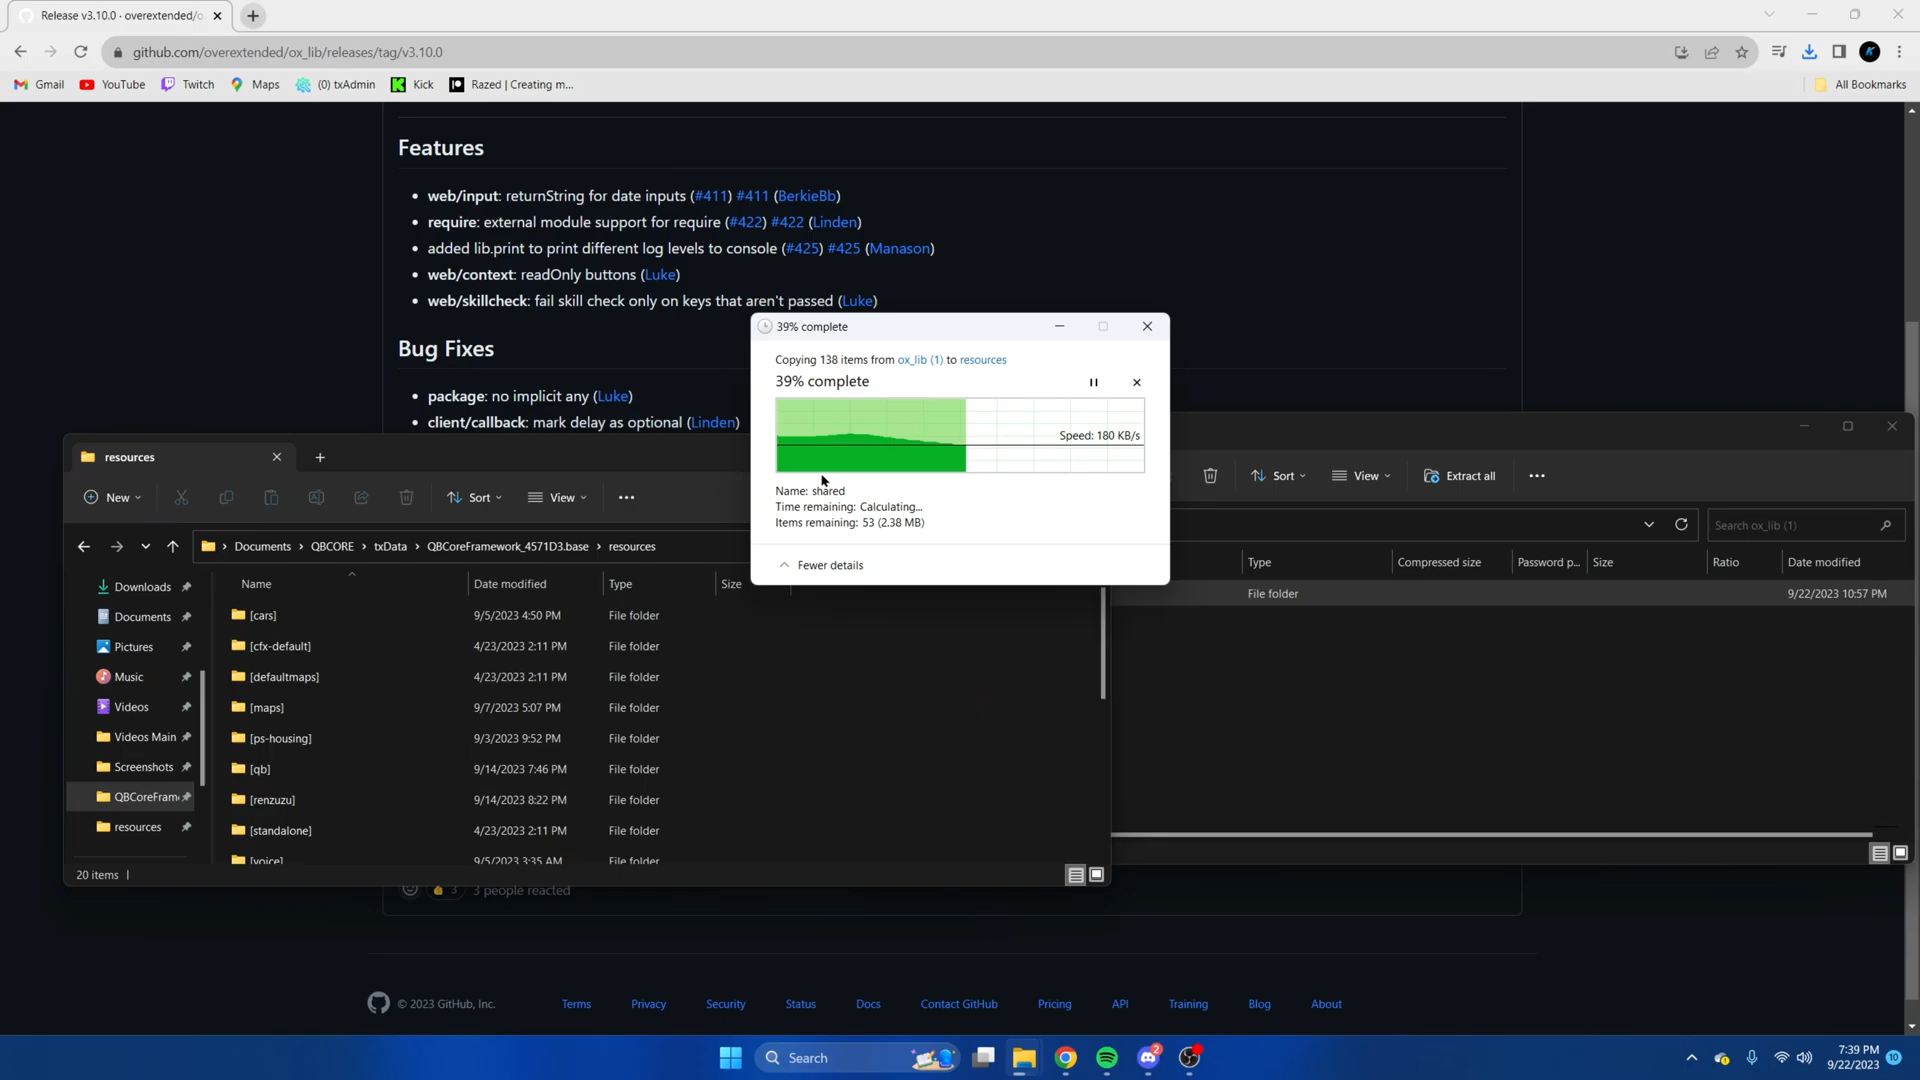 Release v3.10.0 · overextended/o
github.com/overextended/ox_lib/releases/tag/v3.10.0
Gmail YouTube Twitch Maps (0) txAdmin Kick Razed | Creating m... All Bookmarks
Features
web/input: returnString for date inputs (#411) #411 (BerkieBb)
require: external module support for require (#422) #422 (Linden)
added lib.print to print different log levels to console (#425) #425 (Manason)
web/context: readOnly buttons (Luke)
web/skillcheck: fail skill check only on keys that aren't passed (Luke)
Bug Fixes
package: no implicit any (Luke)
client/callback: mark delay as optional (Linden)
39% complete
Copying 138 items from ox_lib (1) to resources
39% complete
Speed: 180 KB/s
Name: shared
Time remaining: Calculating...
Items remaining: 53 (2.38 MB)
Fewer details
resources
New Sort View
Documents QBCORE txData QBCoreFramework_4571D3.base resources
Name Date modified Type Size
Downloads
Documents
Pictures
Music
Videos
Videos Main
Screenshots
QBCoreFram
resources
[cars] 9/5/2023 4:50 PM File folder
[cfx-default] 4/23/2023 2:11 PM File folder
[defaultmaps] 4/23/2023 2:11 PM File folder
[maps] 9/7/2023 5:07 PM File folder
[ps-housing] 9/3/2023 9:52 PM File folder
[qb] 9/14/2023 7:46 PM File folder
[renzuzu] 9/14/2023 8:22 PM File folder
[standalone] 4/23/2023 2:11 PM File folder
[voice] 9/5/2023 3:35 AM File folder
20 items
Sort View Extract all
Search ox_lib (1)
Type Compressed size Password p... Size Ratio Date modified
File folder 9/22/2023 10:57 PM
3 3 people reacted
© 2023 GitHub, Inc. Terms Privacy Security Status Docs Contact GitHub Pricing API Training Blog About
Search
2
7:39 PM
9/22/2023
10